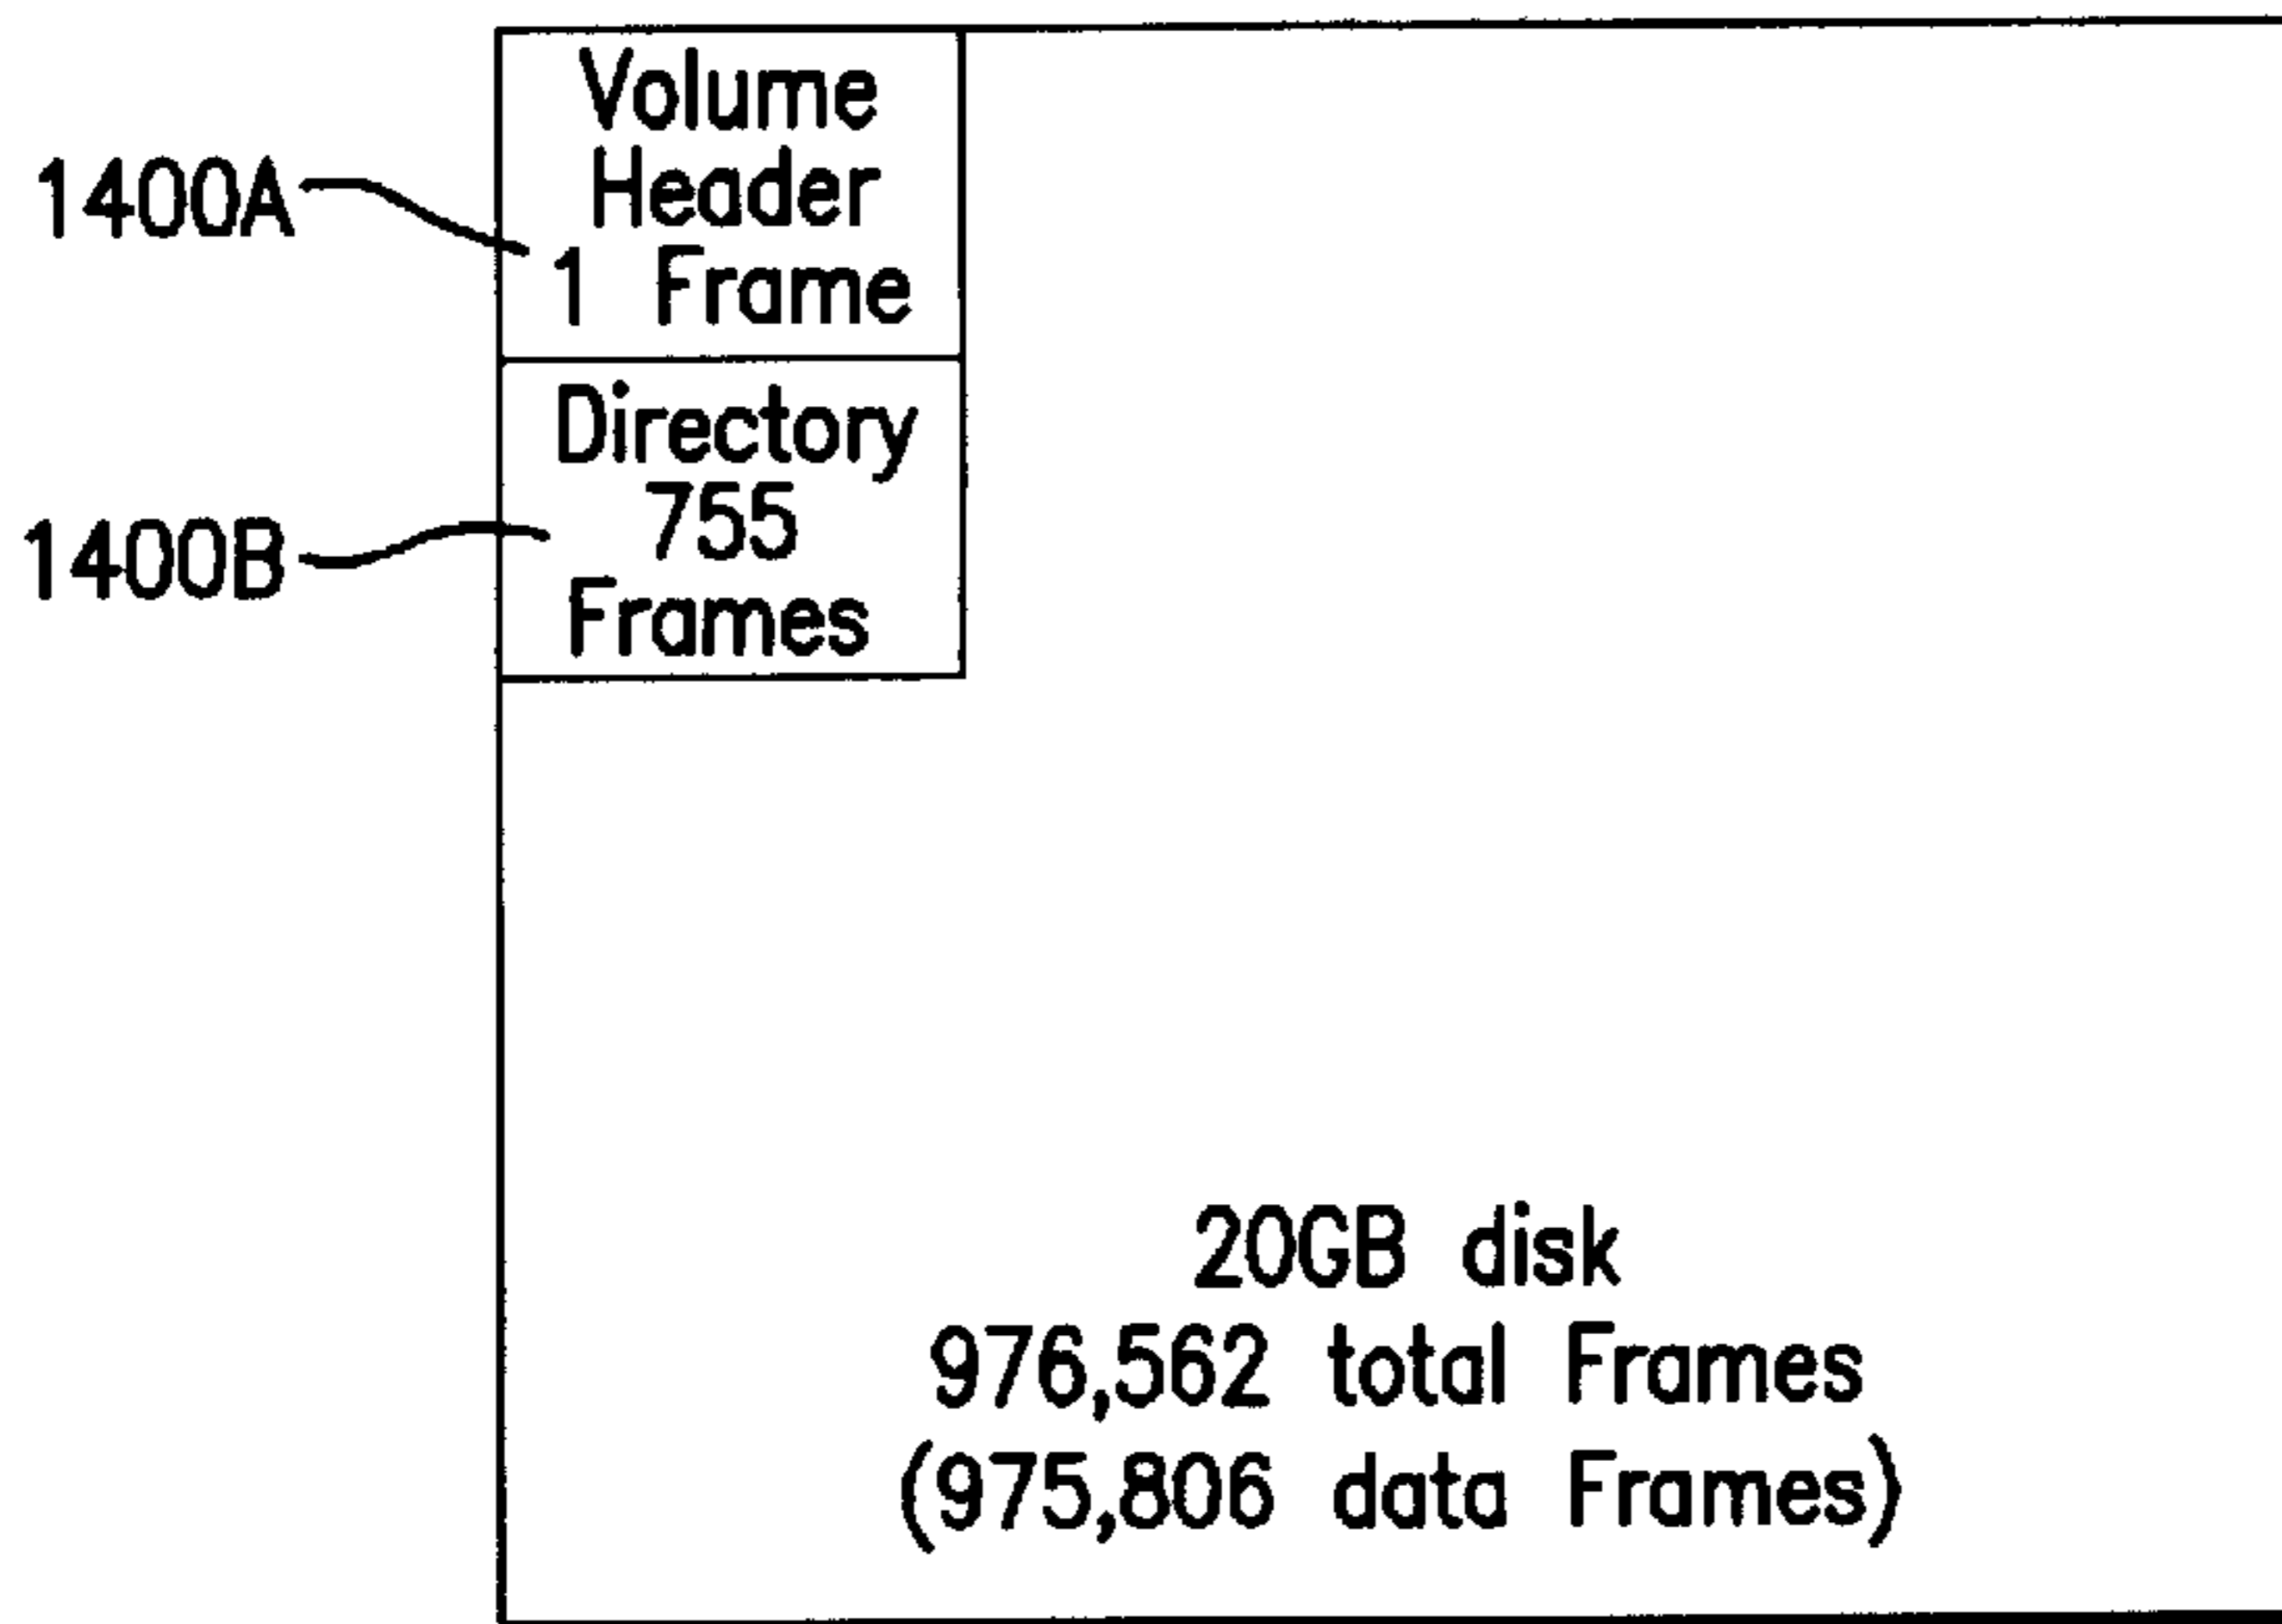 Volume
Header
1 Frame
1400A
Directory
755
Frames
1400B
20GB disk
976,562 total Frames
(975,806 data Frames)